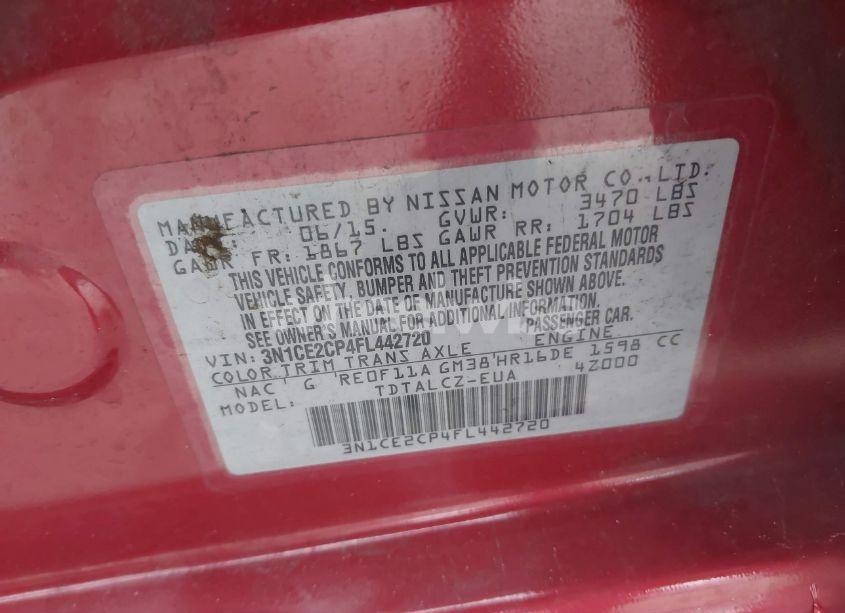 MANUFACTURED BY NISSAN MOTOR CO., LTD.
DATE: 06/15. GVWR: 3470 LBS
GAWR FR: 1867 LBS GAWR RR: 1704 LBS
THIS VEHICLE CONFORMS TO ALL APPLICABLE FEDERAL MOTOR
VEHICLE SAFETY, BUMPER AND THEFT PREVENTION STANDARDS
IN EFFECT ON THE DATE OF MANUFACTURE SHOWN ABOVE.
SEE OWNER'S MANUAL FOR ADDITIONAL INFORMATION.
VIN: 3N1CE2CP4FL442720 PASSENGER CAR.
COLOR TRIM TRANS AXLE ENGINE
NAC G RE0F11A GM38 HR16DE 1598 CC
MODEL: TDTALCZ-EUA 4Z000
3N1CE2CP4FL442720